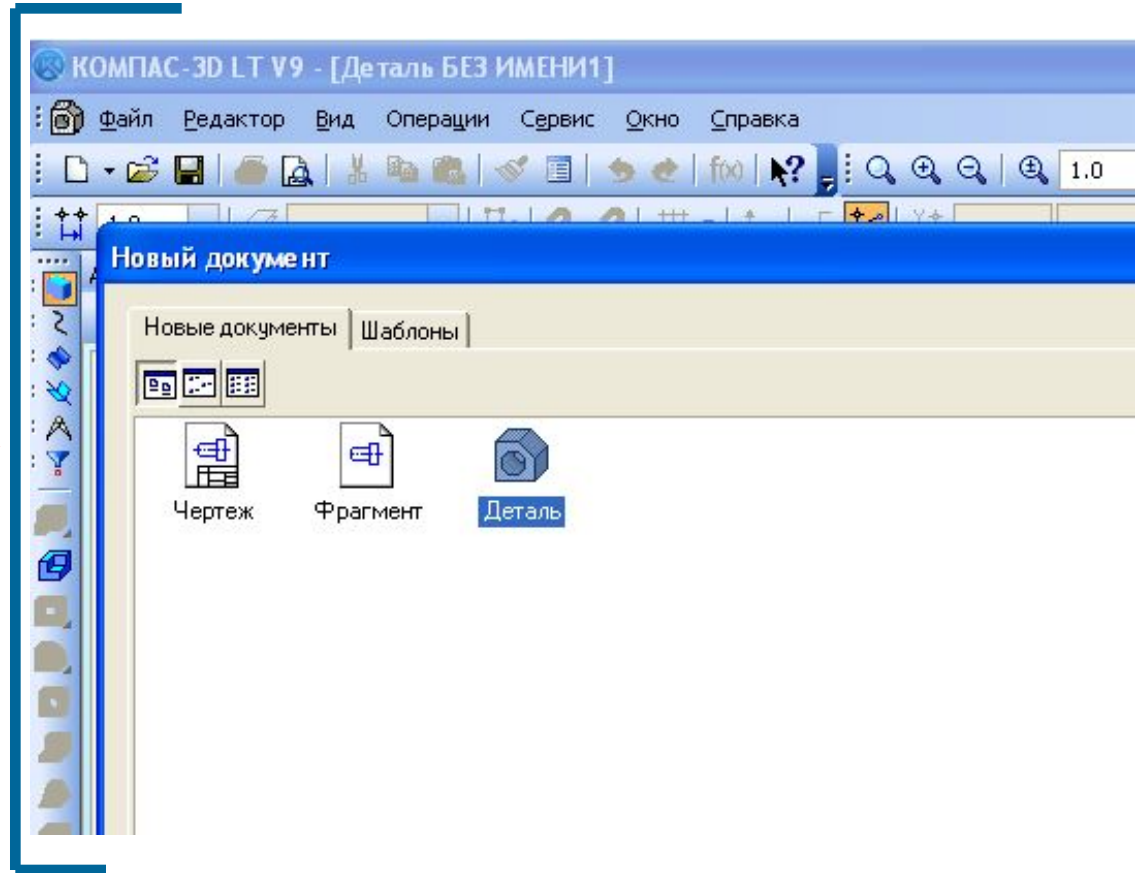 КОМПАС-3D LT V9 - [Деталь БЕЗ ИМЕНИ1]
Файл Редактор Вид Операции Сервис Окно Справка
f(x) ? 1.0
Новый документ
Новые документы Шаблоны
Чертеж Фрагмент Деталь